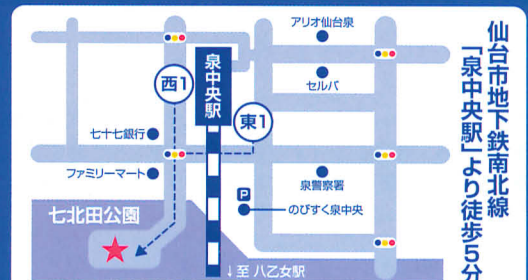 仙台市地下鉄南北線
「泉中央駅」より徒歩5分
アリオ仙台泉
セルバ
泉中央駅
西1
東1
七十七銀行
ファミリーマート
泉警察署
P
のびすく泉中央
七北田公園
↓至 八乙女駅